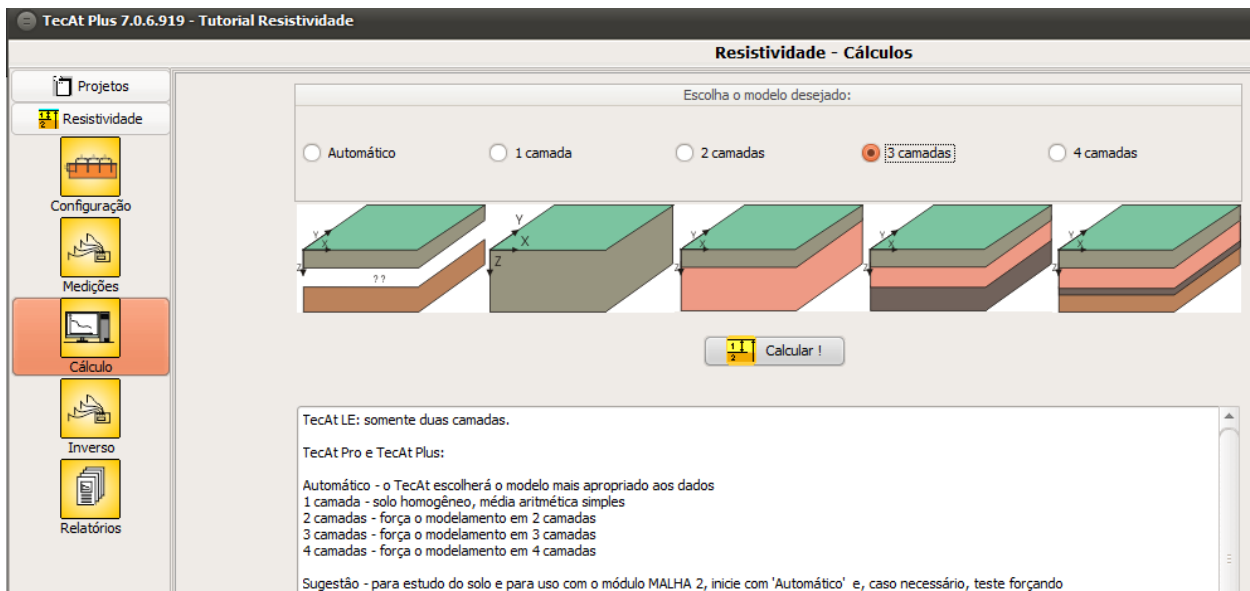 TecAt Plus 7.0.6.919 - Tutorial Resistividade
Resistividade - Cálculos
Projetos
Resistividade
Configuração
Medições
Cálculo
Inverso
Relatórios
Escolha o modelo desejado:
Automático 1 camada 2 camadas 3 camadas 4 camadas
Y X Z ? ? Y X Z Y X Z Y X Z Y X Z
Calcular !
TecAt LE: somente duas camadas.
TecAt Pro e TecAt Plus:
Automático - o TecAt escolherá o modelo mais apropriado aos dados
1 camada - solo homogêneo, média aritmética simples
2 camadas - força o modelamento em 2 camadas
3 camadas - força o modelamento em 3 camadas
4 camadas - força o modelamento em 4 camadas
Sugestão - para estudo do solo e para uso com o módulo MALHA 2, inicie com 'Automático' e, caso necessário, teste forçando